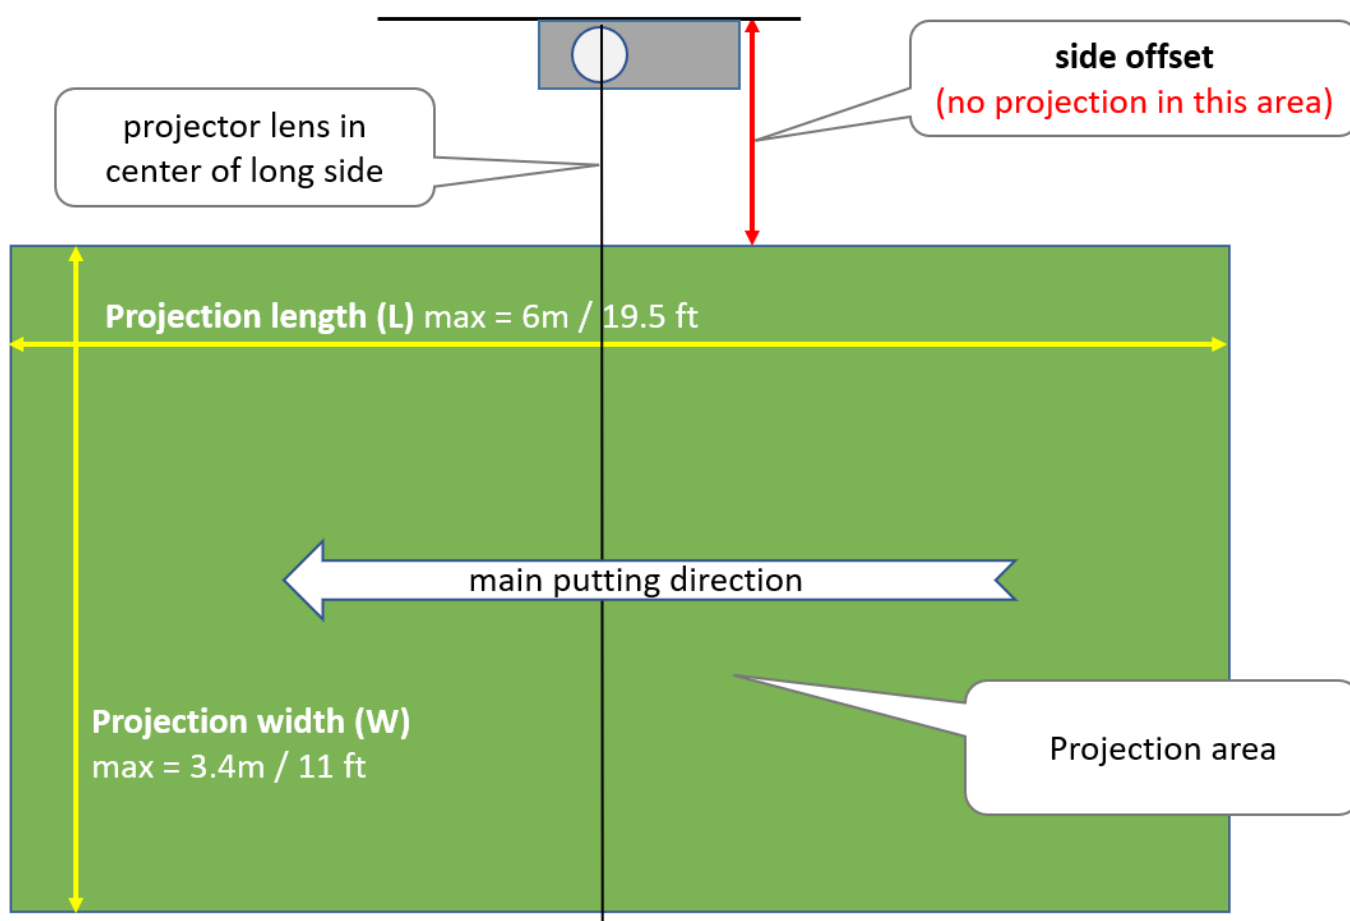 side offset
(no projection in this area)
projector lens in
center of long side
Projection length (L) max = 6m / 19.5 ft
main putting direction
Projection width (W)
max = 3.4m / 11 ft
Projection area